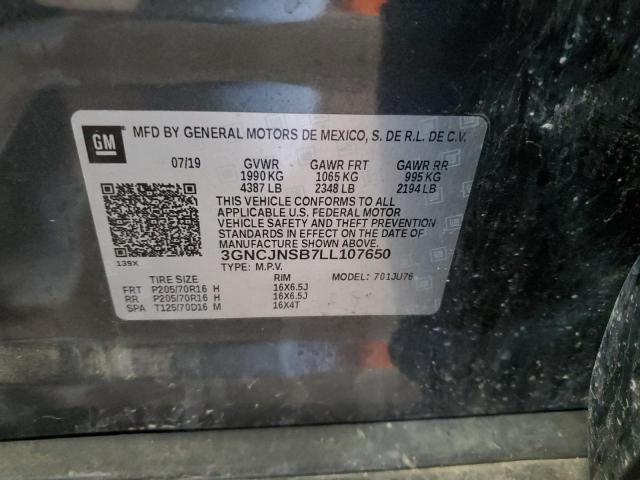 GM
MFD BY GENERAL MOTORS DE MEXICO, S. DE R.L. DE C.V.
07/19 GVWR GAWR FRT GAWR RR
1990 KG 1065 KG 995 KG
4387 LB 2348 LB 2194 LB
THIS VEHICLE CONFORMS TO ALL
APPLICABLE U.S. FEDERAL MOTOR
VEHICLE SAFETY AND THEFT PREVENTION
STANDARDS IN EFFECT ON THE DATE OF
MANUFACTURE SHOWN ABOVE.
3GNCJNSB7LL107650
139X TYPE: M.P.V. MODEL: 701JU76
TIRE SIZE RIM
FRT P205/70R16 H 16X6.5J
RR P205/70R16 H 16X6.5J
SPA T125/70D16 M 16X4T